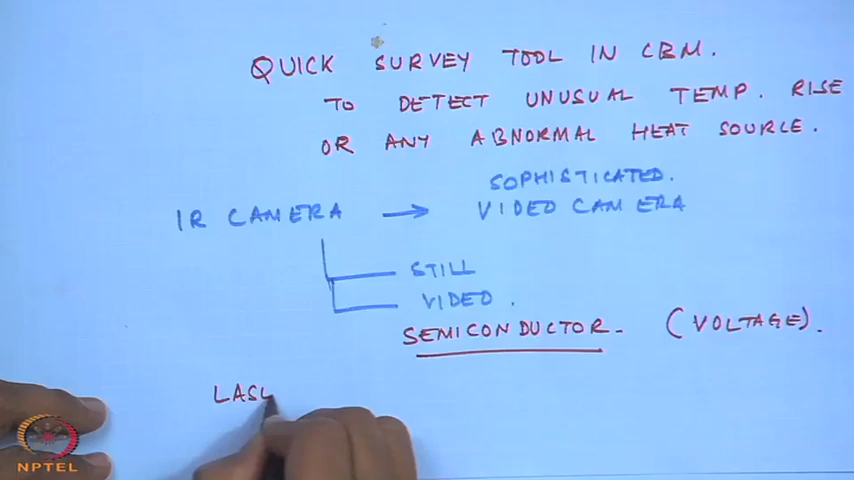 QUICK SURVEY TOOL IN CBM.
TO DETECT UNUSUAL TEMP. RISE
OR ANY ABNORMAL HEAT SOURCE.
SOPHISTICATED.
IR CAMERA → VIDEO CAMERA
STILL
VIDEO.
SEMICONDUCTOR. (VOLTAGE).
NPTEL